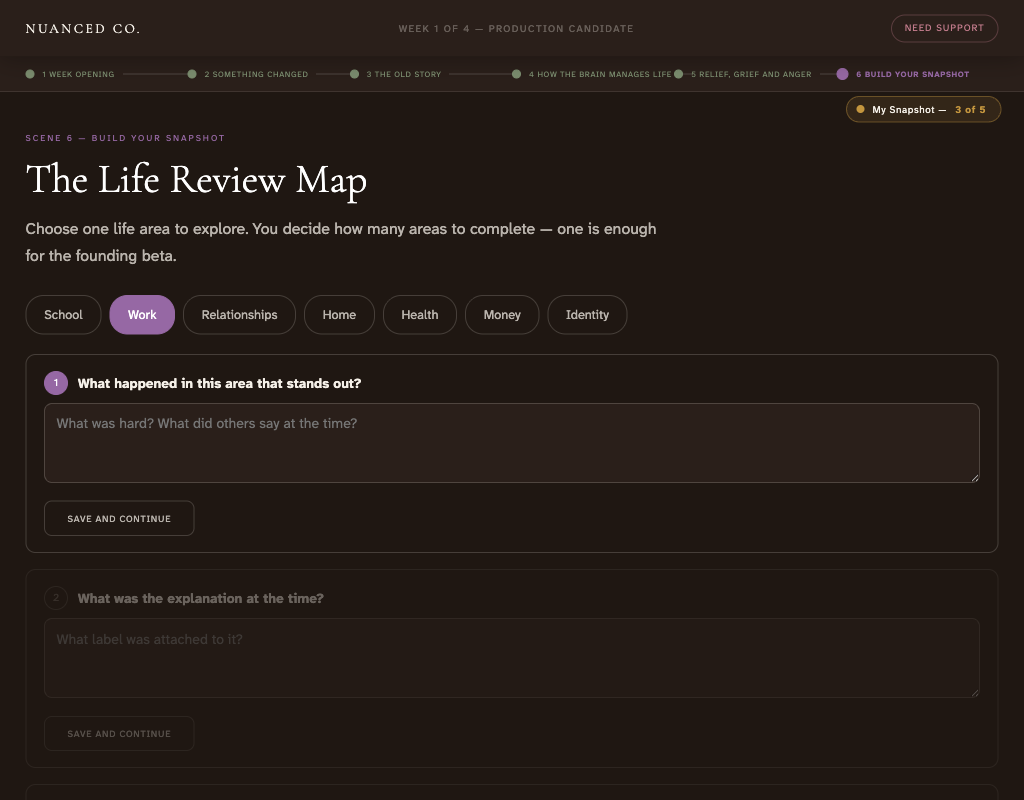 NUANCED CO.
WEEK 1 OF 4 — PRODUCTION CANDIDATE
NEED SUPPORT
1 WEEK OPENING
2 SOMETHING CHANGED
3 THE OLD STORY
4 HOW THE BRAIN MANAGES LIFE
5 RELIEF, GRIEF AND ANGER
6 BUILD YOUR SNAPSHOT
My Snapshot — 3 of 5
SCENE 6 — BUILD YOUR SNAPSHOT
The Life Review Map
Choose one life area to explore. You decide how many areas to complete — one is enough
for the founding beta.
School
Work
Relationships
Home
Health
Money
Identity
1 What happened in this area that stands out?
What was hard? What did others say at the time?
SAVE AND CONTINUE
2 What was the explanation at the time?
What label was attached to it?
SAVE AND CONTINUE